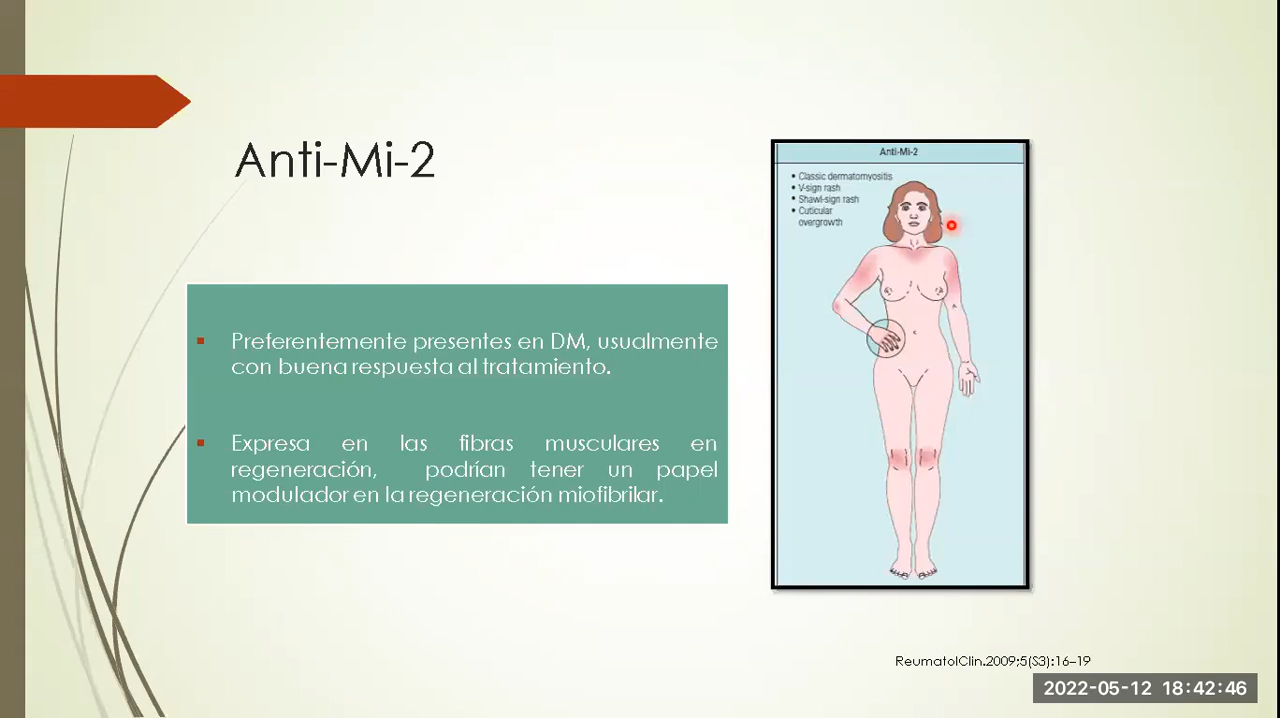 Anti-Mi-2
Preferentemente presentes en DM, usualmente
con buena respuesta al tratamiento.
Expresa en las fibras musculares en
regeneración, podrían tener un papel
modulador en la regeneración miofibrilar.
Anti-Mi-2
• Classic dermatomyositis
• V-sign rash
• Shawl-sign rash
• Cuticular
overgrowth
ReumatolClin.2009;5(S3):16–19
2022-05-12 18:42:46